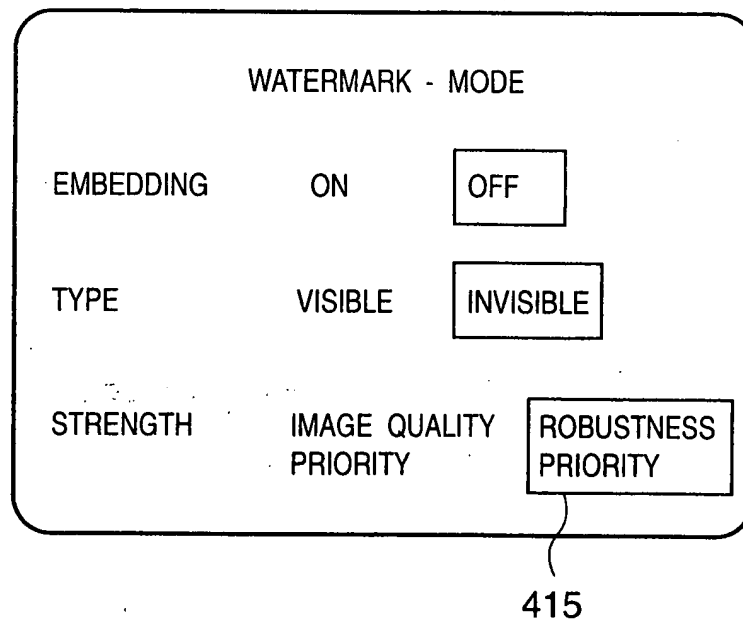 WATERMARK - MODE
EMBEDDING ON OFF
TYPE VISIBLE INVISIBLE
STRENGTH IMAGE QUALITY PRIORITY ROBUSTNESS PRIORITY
415